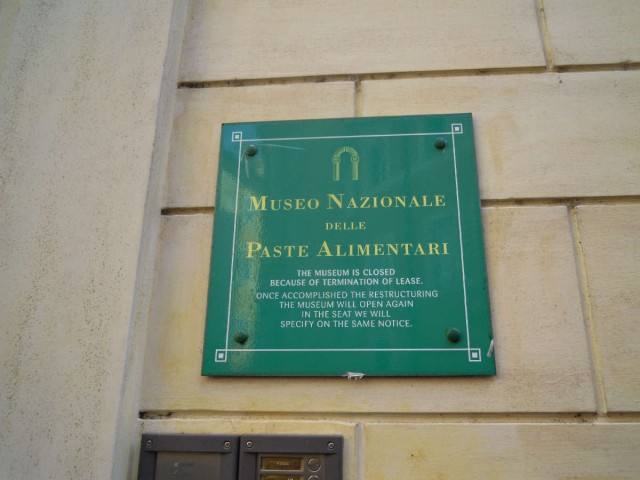 MUSEO NAZIONALE
DELLE
PASTE ALIMENTARI
THE MUSEUM IS CLOSED
BECAUSE OF TERMINATION OF LEASE.
ONCE ACCOMPLISHED THE RESTRUCTURING
THE MUSEUM WILL OPEN AGAIN
IN THE SEAT WE WILL
SPECIFY ON THE SAME NOTICE.